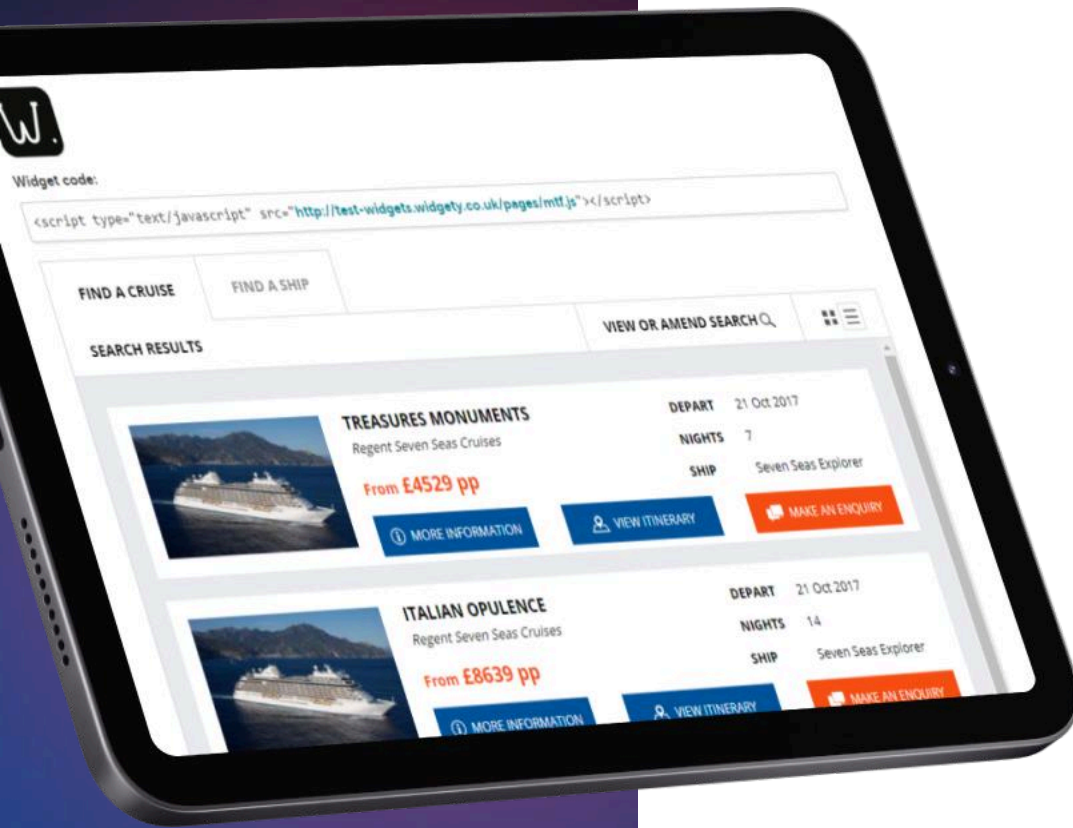 W.
Widget code:
<script type="text/javascript" src="http://test-widgets.widgety.co.uk/pages/mtf.js"></script>
FIND A CRUISE
FIND A SHIP
SEARCH RESULTS
VIEW OR AMEND SEARCH
TREASURES MONUMENTS
Regent Seven Seas Cruises
From £4529 pp
DEPART 21 Oct 2017
NIGHTS 7
SHIP Seven Seas Explorer
MORE INFORMATION
VIEW ITINERARY
MAKE AN ENQUIRY
ITALIAN OPULENCE
Regent Seven Seas Cruises
From £8639 pp
DEPART 21 Oct 2017
NIGHTS 14
SHIP Seven Seas Explorer
MORE INFORMATION
VIEW ITINERARY
MAKE AN ENQUIRY